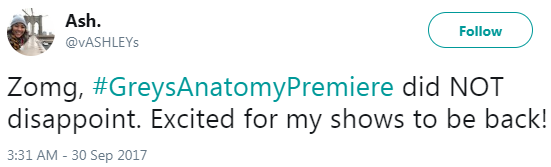 Ash.
@vASHLEYs
Follow
Zomg, #GreysAnatomyPremiere did NOT
disappoint. Excited for my shows to be back!
3:31 AM - 30 Sep 2017